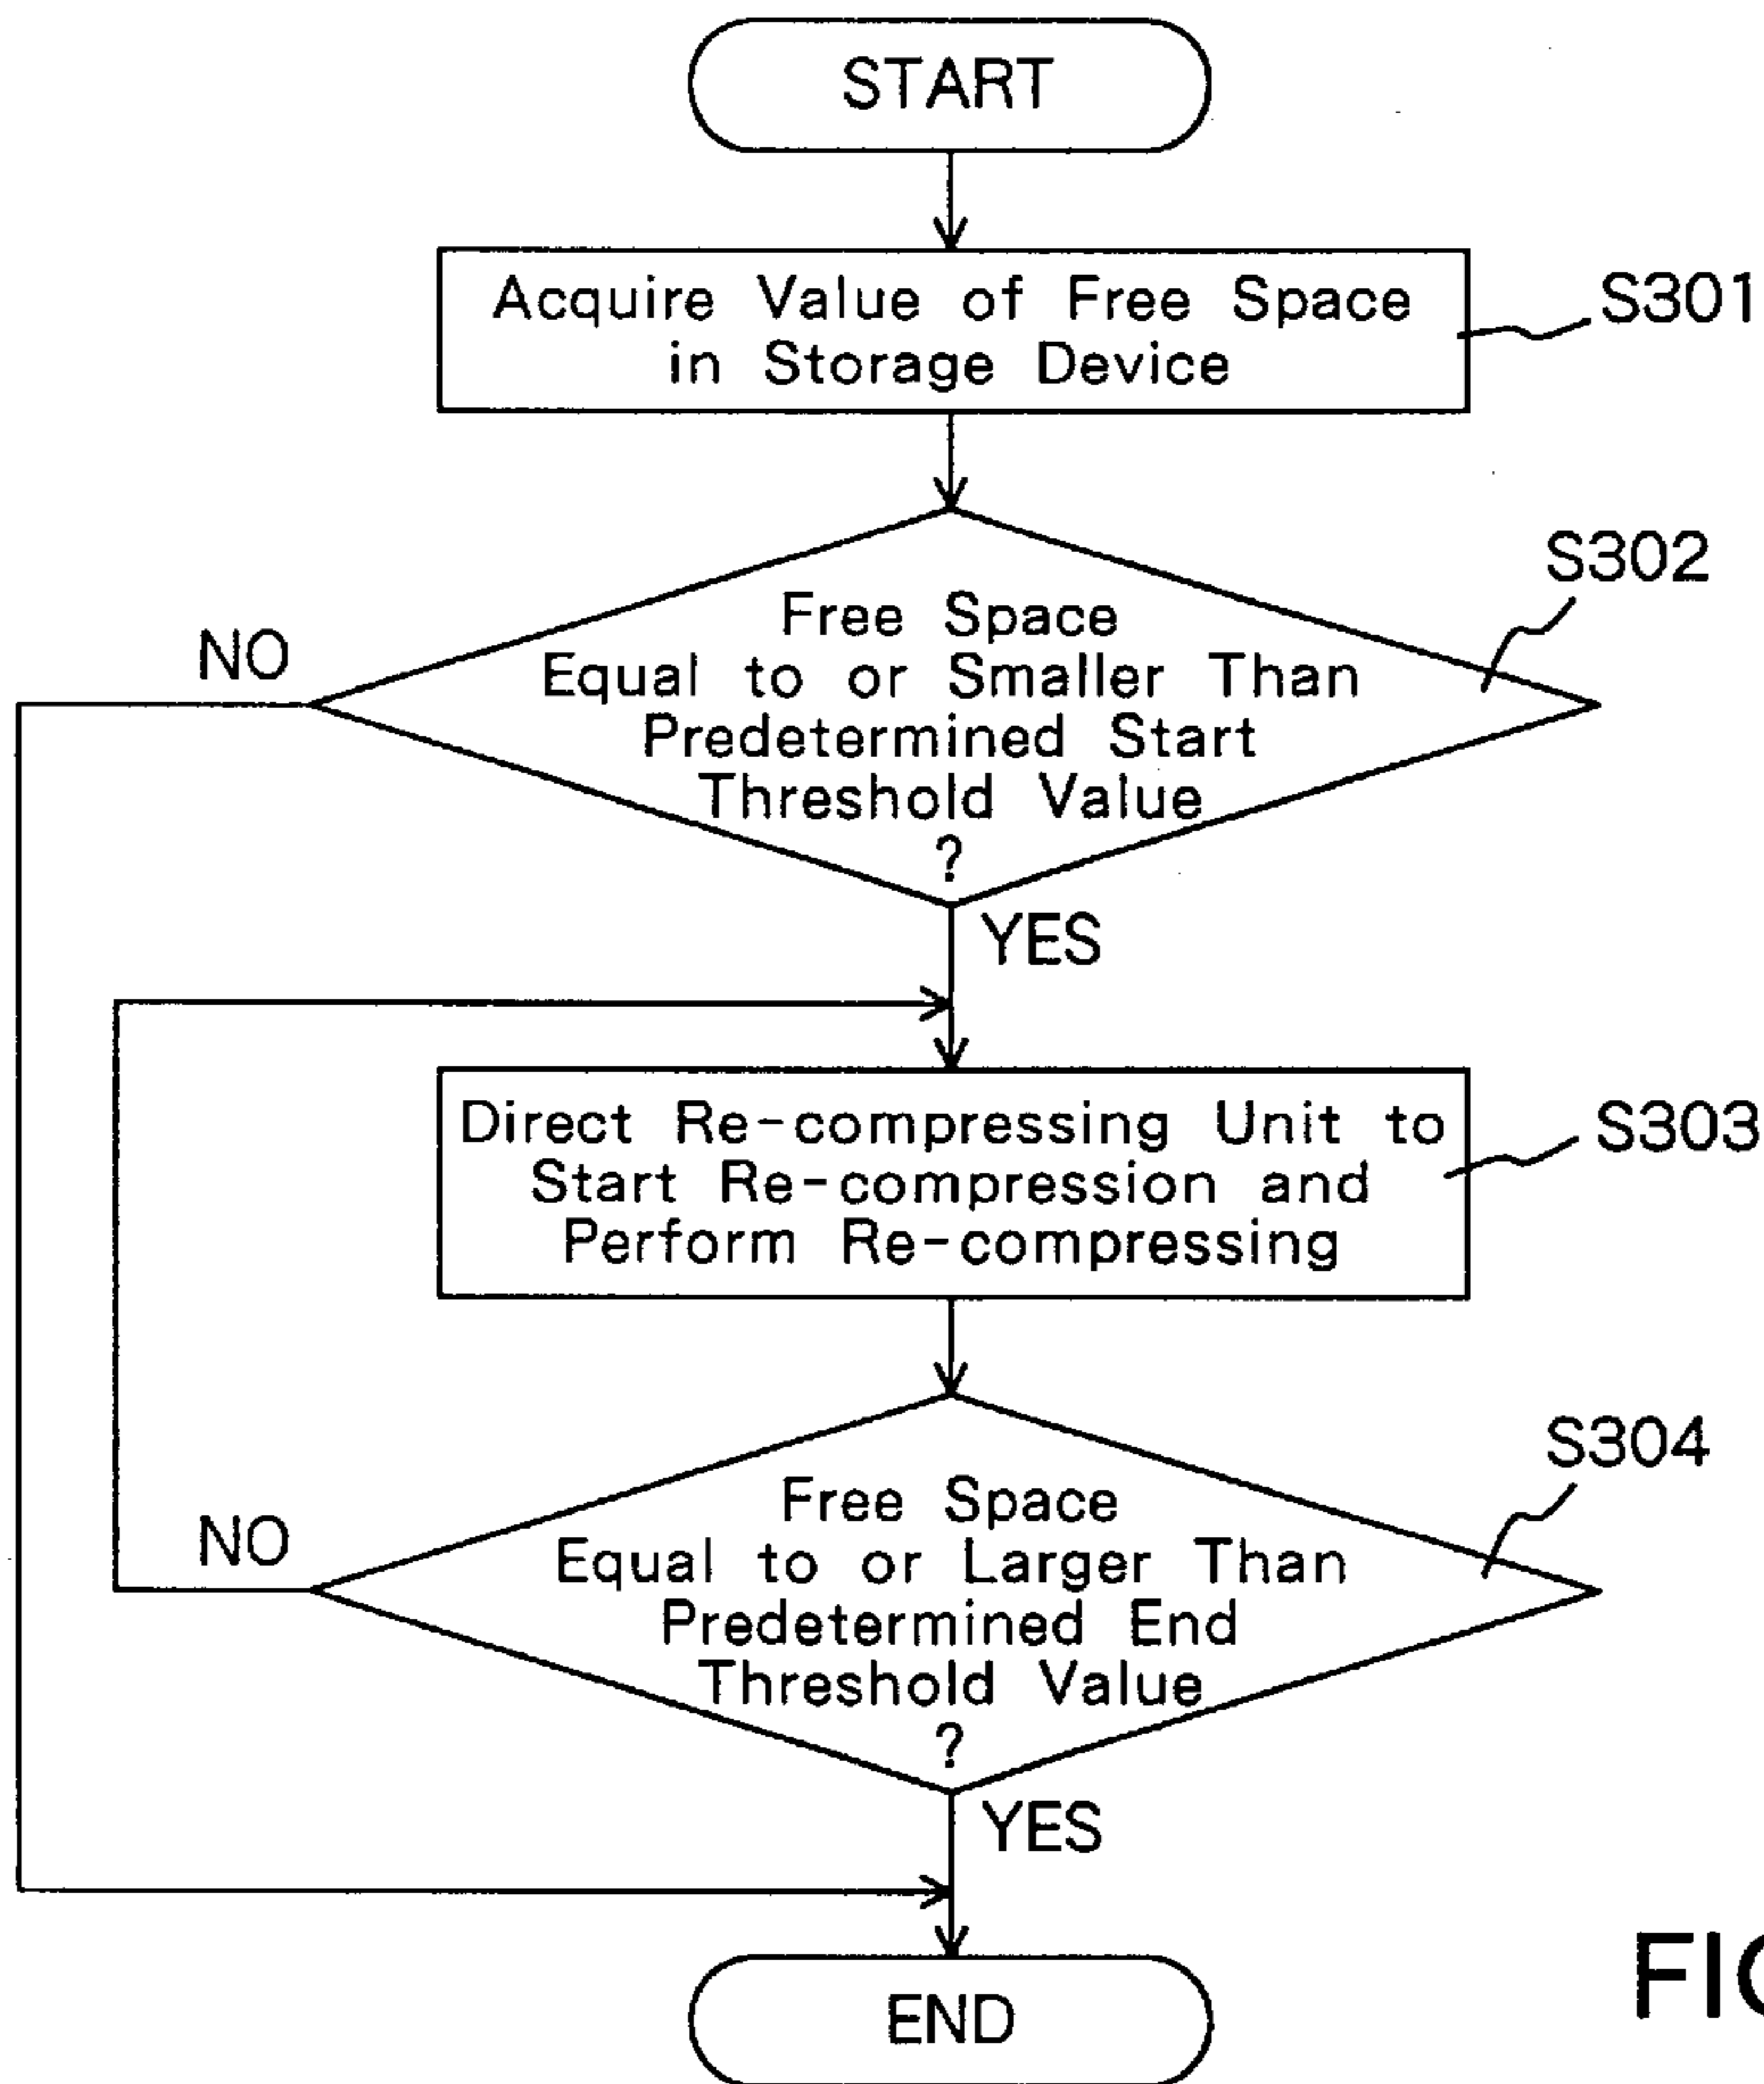 START
Acquire Value of Free Space
in Storage Device
S301
S302
Free Space
Equal to or Smaller Than
Predetermined Start
Threshold Value
?
NO
YES
Direct Re-compressing Unit to
Start Re-compression and
Perform Re-compressing
S303
S304
Free Space
Equal to or Larger Than
Predetermined End
Threshold Value
?
NO
YES
END